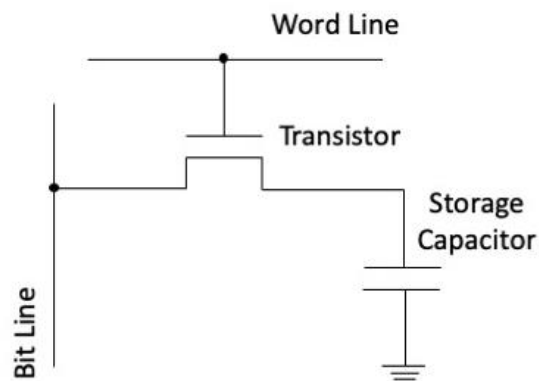 Word Line
Transistor
Storage
Capacitor
Bit Line